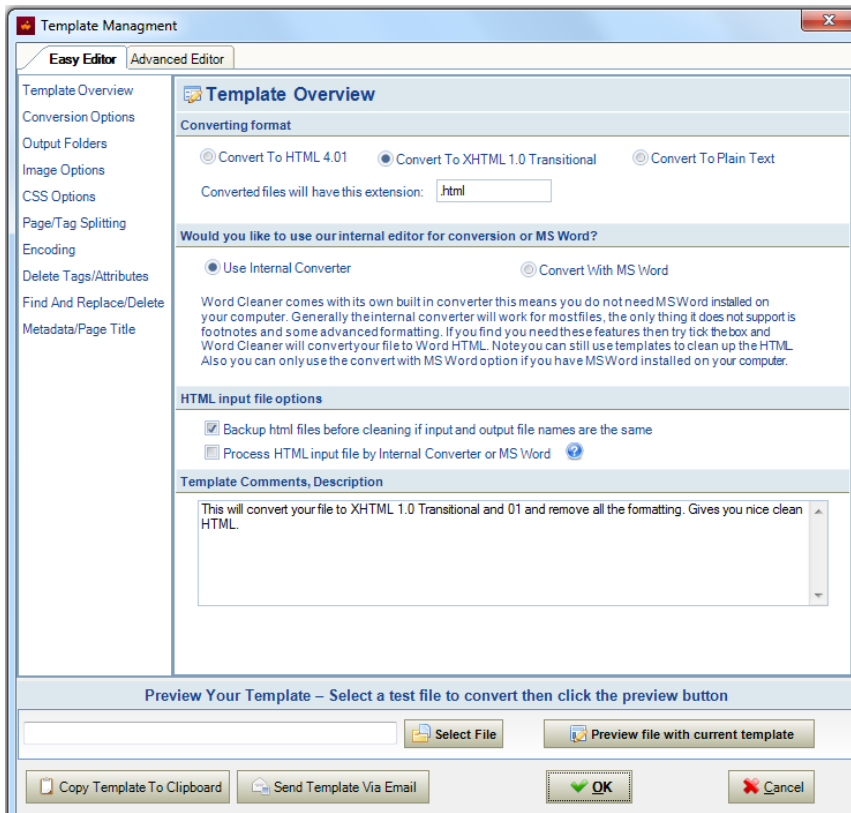 Template Managment
Easy Editor
Advanced Editor
Template Overview
Conversion Options
Output Folders
Image Options
CSS Options
Page/Tag Splitting
Encoding
Delete Tags/Attributes
Find And Replace/Delete
Metadata/Page Title
Template Overview
Converting format
Convert To HTML 4.01
Convert To XHTML 1.0 Transitional
Convert To Plain Text
Converted files will have this extension:
.html
Would you like to use our internal editor for conversion or MS Word?
Use Internal Converter
Convert With MS Word
Word Cleaner comes with its own built in converter this means you do not need MS Word installed on
your computer. Generally the internal converter will work for most files, the only thing it does not support is
footnotes and some advanced formatting. If you find you need these features then try tick the box and
Word Cleaner will convert your file to Word HTML. Note you can still use templates to clean up the HTML.
Also you can only use the convert with MS Word option if you have MS Word installed on your computer.
HTML input file options
Backup html files before cleaning if input and output file names are the same
Process HTML input file by Internal Converter or MS Word
Template Comments, Description
This will convert your file to XHTML 1.0 Transitional and 01 and remove all the formatting. Gives you nice clean
HTML.
Preview Your Template – Select a test file to convert then click the preview button
Select File
Preview file with current template
Copy Template To Clipboard
Send Template Via Email
OK
Cancel